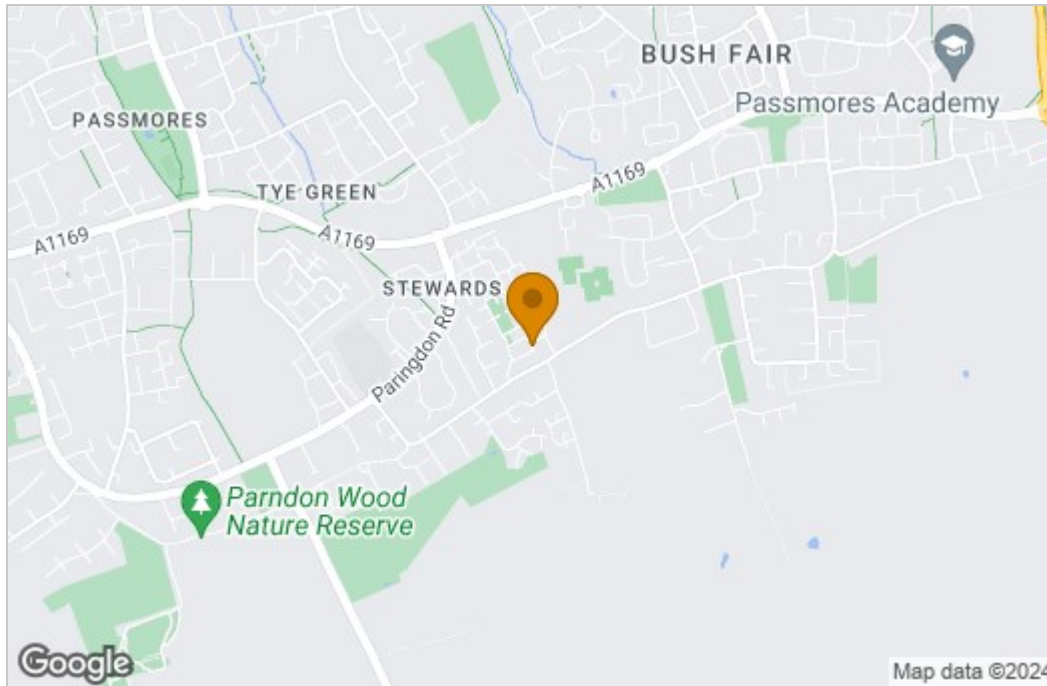 BUSH FAIR
Passmores Academy
PASSMORES
A1169
TYE GREEN
A1169
A1169
STEWARDS
Paringdon Rd
Parndon Wood
Nature Reserve
Google
Map data ©2024